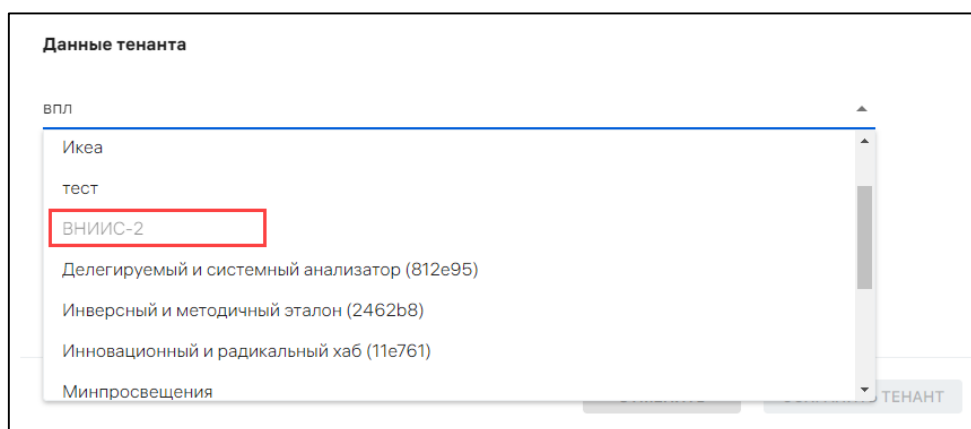 Данные тенанта
впл
Икеа
тест
ВНИИС-2
Делегируемый и системный анализатор (812e95)
Инверсный и методичный эталон (2462b8)
Инновационный и радикальный хаб (11e761)
Минпросвещения
ТЕНАНТ